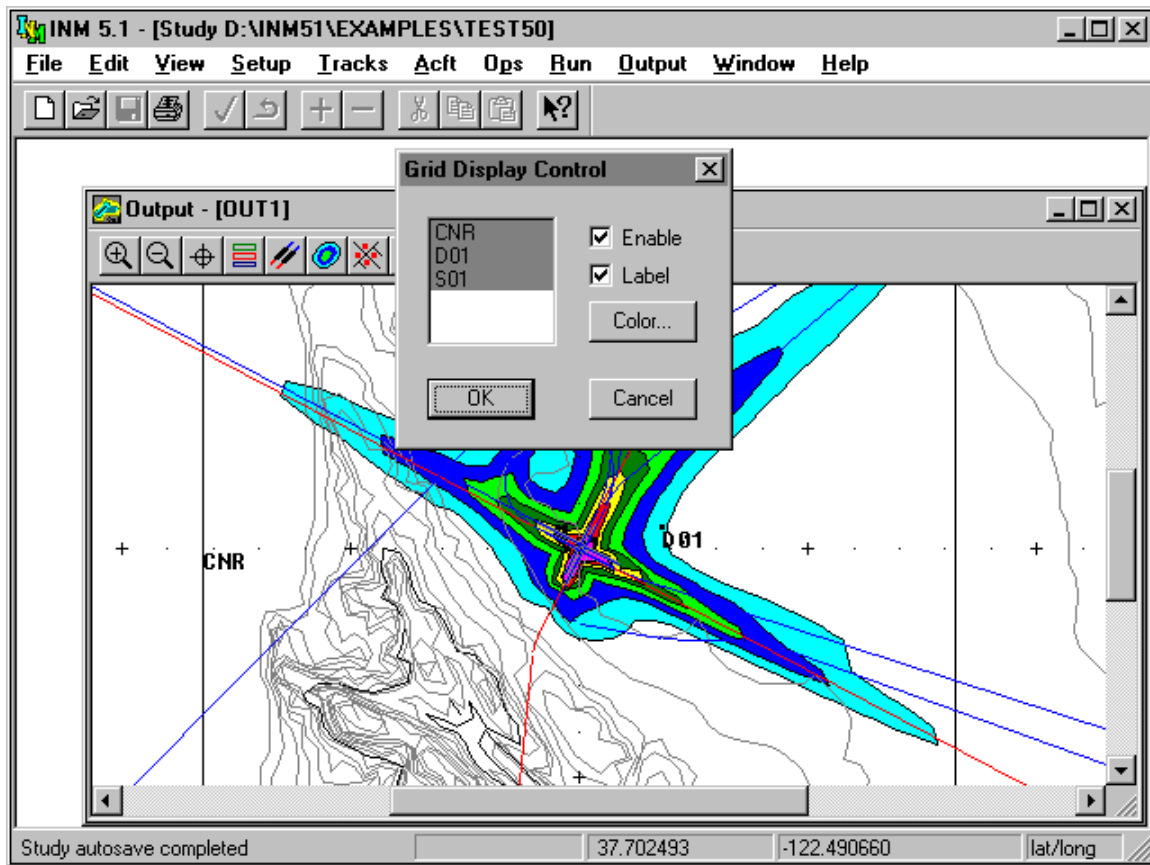 INM 5.1 - [Study D:\INM51\EXAMPLES\TEST50]
File Edit View Setup Tracks Acft Ops Run Output Window Help
Grid Display Control
CNR
D01
S01
Enable
Label
Color...
OK
Cancel
Output - [OUT1]
CNR
D01
Study autosave completed
37.702493
-122.490660
lat/long